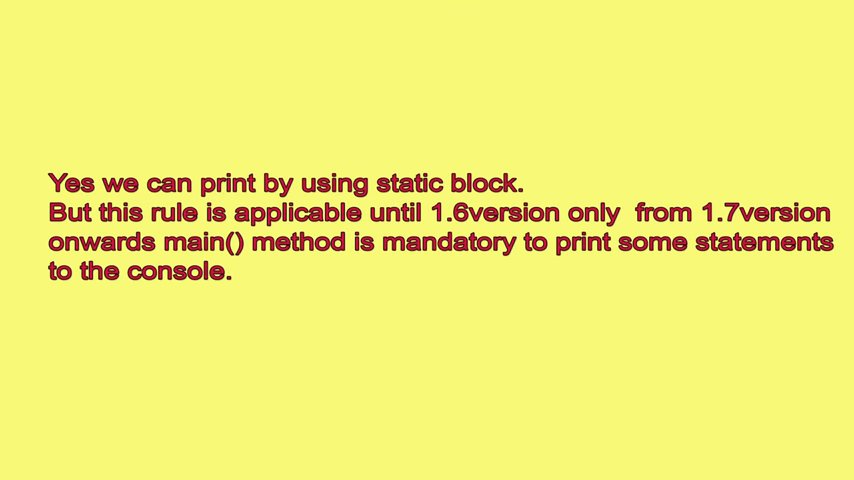 Yes we can print by using static block.
But this rule is applicable until 1.6version only  from 1.7version
onwards main() method is mandatory to print some statements
to the console.